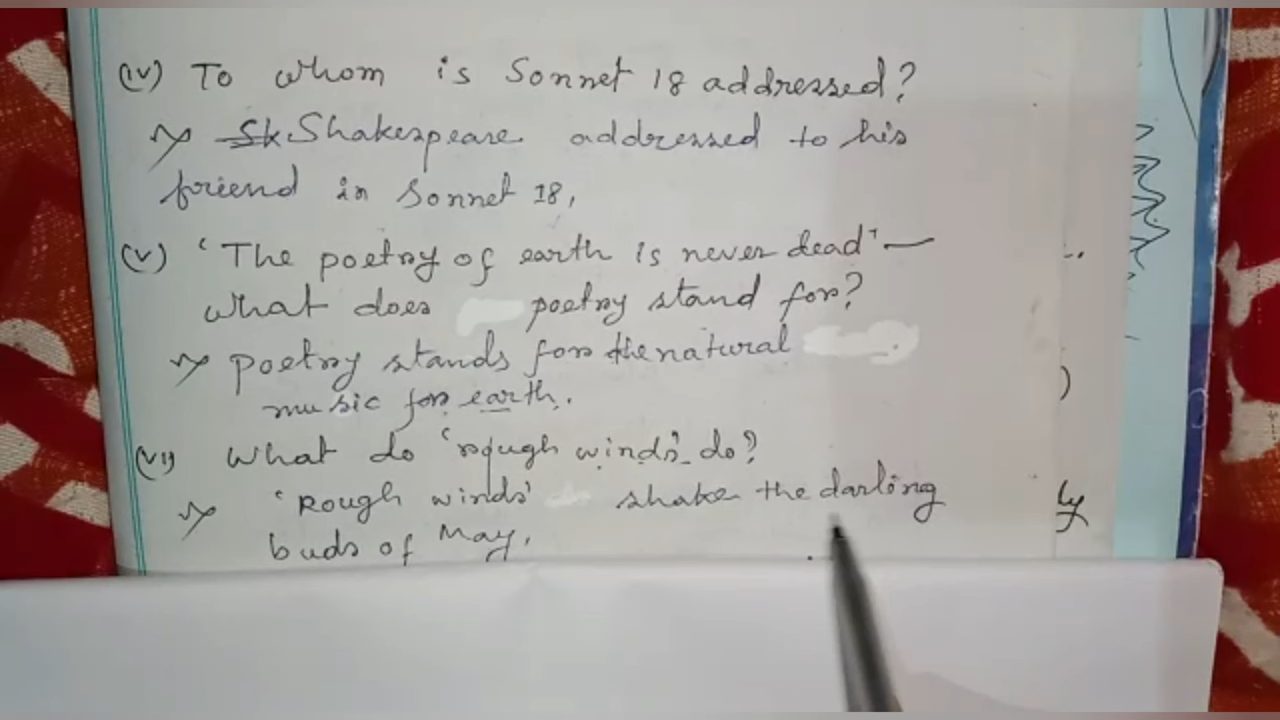 (iv) To whom is Sonnet 18 addressed?
Shakespeare addressed to his
friend in Sonnet 18,
(v) 'The poetry of earth is never dead' —
what does poetry stand for?
poetry stands for the natural
music for earth.
(vi) What do 'rough winds' do?
'Rough winds' shake the darling
buds of May.
ly